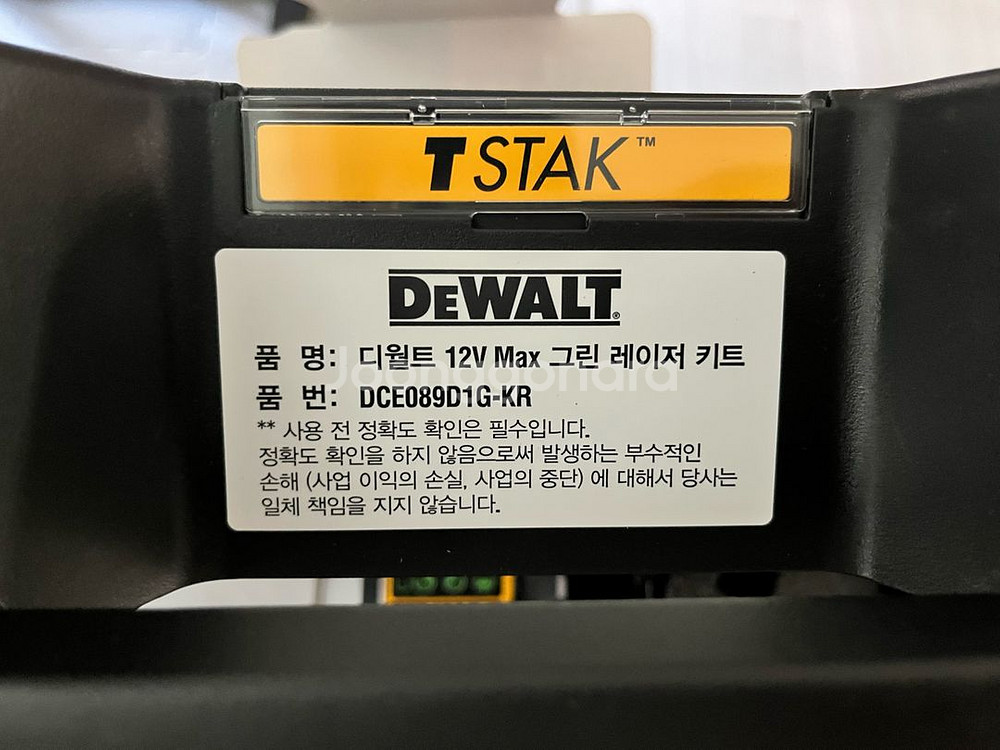 T STAK™
DEWALT®
품 명: 디월트 12V Max 그린 레이저 키트
Joonggonara
품 번: DCE089D1G-KR
** 사용 전 정확도 확인은 필수입니다.
정확도 확인을 하지 않음으로써 발생하는 부수적인
손해 (사업 이익의 손실, 사업의 중단) 에 대해서 당사는
일체 책임을 지지 않습니다.